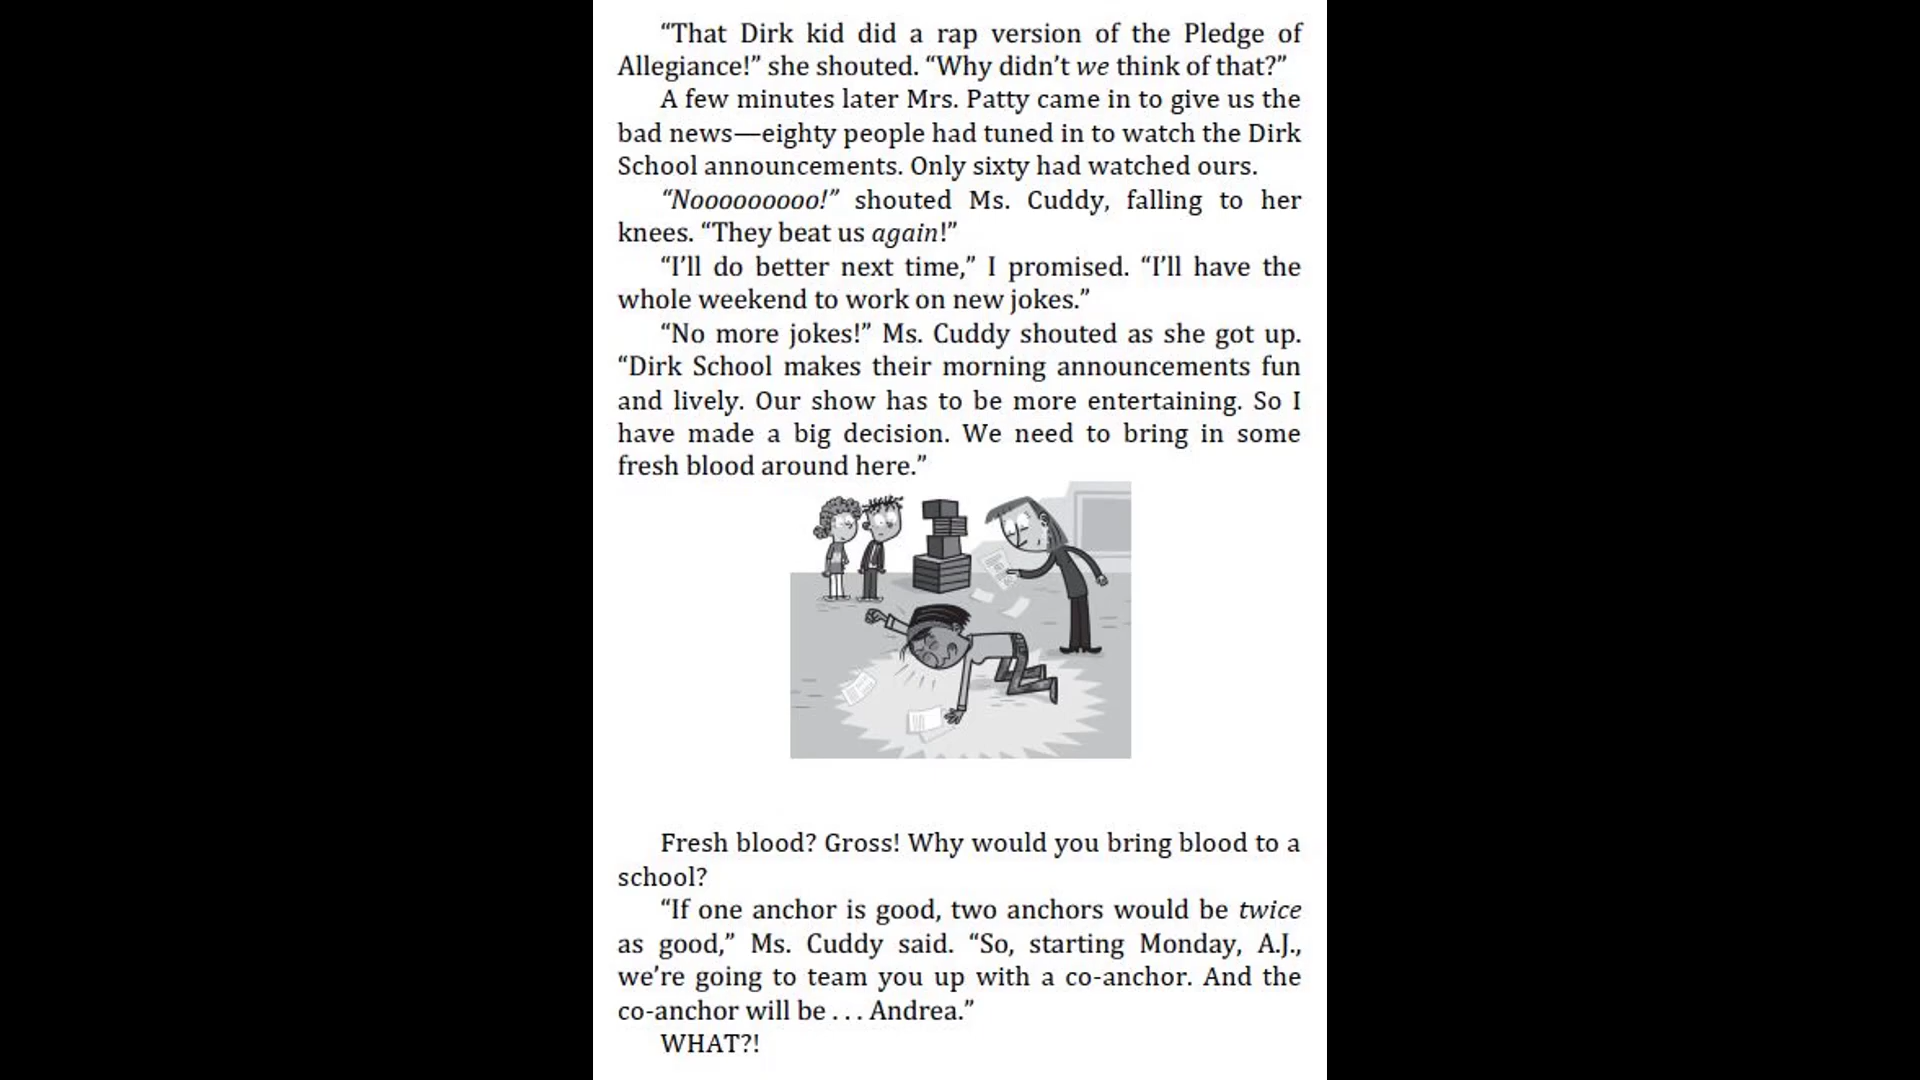 “That Dirk kid did a rap version of the Pledge of
Allegiance!” she shouted. “Why didn’t we think of that?”
A few minutes later Mrs. Patty came in to give us the
bad news—eighty people had tuned in to watch the Dirk
School announcements. Only sixty had watched ours.
“Nooooooooo!” shouted Ms. Cuddy, falling to her
knees. “They beat us again!”
“I’ll do better next time,” I promised. “I’ll have the
whole weekend to work on new jokes.”
“No more jokes!” Ms. Cuddy shouted as she got up.
“Dirk School makes their morning announcements fun
and lively. Our show has to be more entertaining. So I
have made a big decision. We need to bring in some
fresh blood around here.”
Fresh blood? Gross! Why would you bring blood to a
school?
“If one anchor is good, two anchors would be twice
as good,” Ms. Cuddy said. “So, starting Monday, A.J.,
we’re going to team you up with a co-anchor. And the
co-anchor will be . . . Andrea.”
WHAT?!